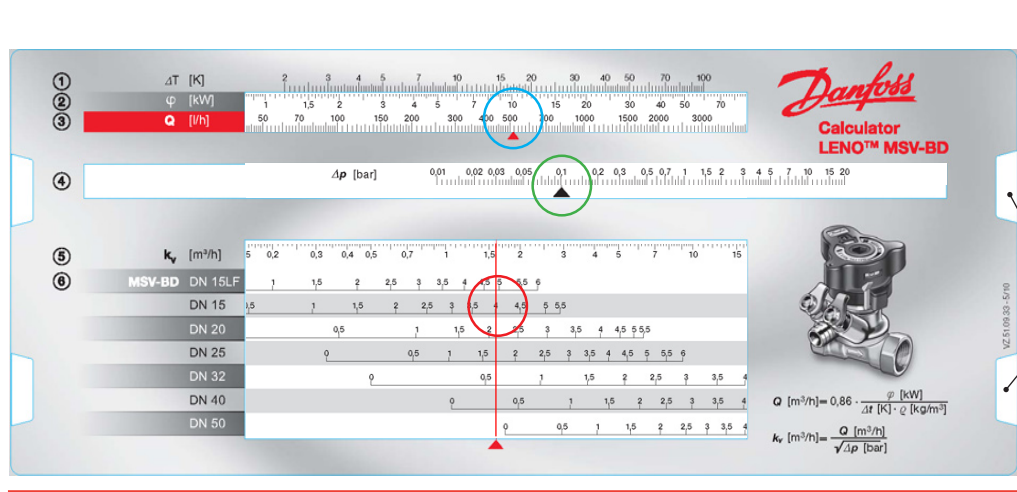 ① ΔT [K] 2 3 4 5 7 10 15 20 30 40 50 70 100
② φ [kW] 1 1,5 2 3 4 5 7 10 15 20 30 40 50 70
③ Q [l/h] 50 70 100 150 200 300 400 500 700 1000 1500 2000 3000
Danfoss
Calculator
LENO™ MSV-BD
④ Δp [bar] 0,01 0,02 0,03 0,05 0,1 0,2 0,3 0,5 0,7 1 1,5 2 3 4 5 7 10 15 20
⑤ kv [m³/h] 5 0,2 0,3 0,4 0,5 0,7 1 1,5 2 3 4 5 7 10 15
⑥ MSV-BD DN 15LF 1 1,5 2 2,5 3 3,5 4 4,5 5 5,5 6
DN 15 0,5 1 1,5 2 2,5 3 3,5 4 4,5 5 5,5
DN 20 0,5 1 1,5 2 2,5 3 3,5 4 4,5 5 5,5
DN 25 0 0,5 1 1,5 2 2,5 3 3,5 4 4,5 5 5,5 6
DN 32 0 0,5 1 1,5 2 2,5 3 3,5 4
DN 40 0 0,5 1 1,5 2 2,5 3 3,5 4
DN 50 0 0,5 1 1,5 2 2,5 3 3,5 4
Q [m³/h]= 0,86 · φ [kW] / Δt [K] · ϱ [kg/m³]
kv [m³/h]= Q [m³/h] / √Δp [bar]
VZ.51.09.33 - 5/10